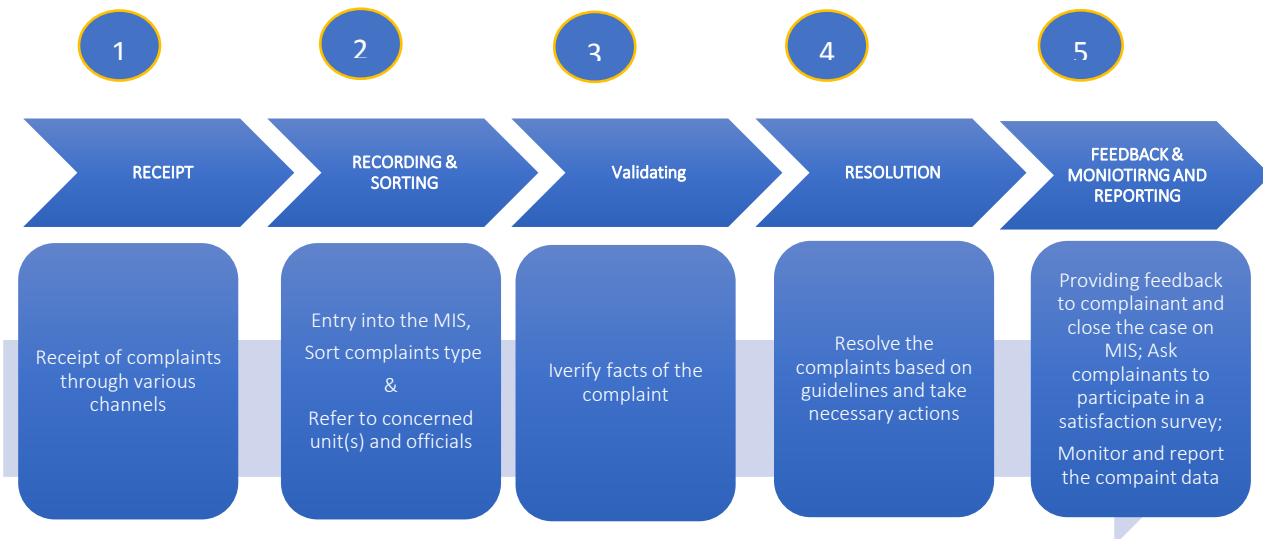 1
2
3
4
5
RECEIPT
RECORDING &
SORTING
Validating
RESOLUTION
FEEDBACK &
MONIOTIRNG AND
REPORTING
Receipt of complaints
through various
channels
Entry into the MIS,
Sort complaints type
&
Refer to concerned
unit(s) and officials
Iverify facts of the
complaint
Resolve the
complaints based on
guidelines and take
necessary actions
Providing feedback
to complainant and
close the case on
MIS; Ask
complainants to
participate in a
satisfaction survey;
Monitor and report
the compaint data